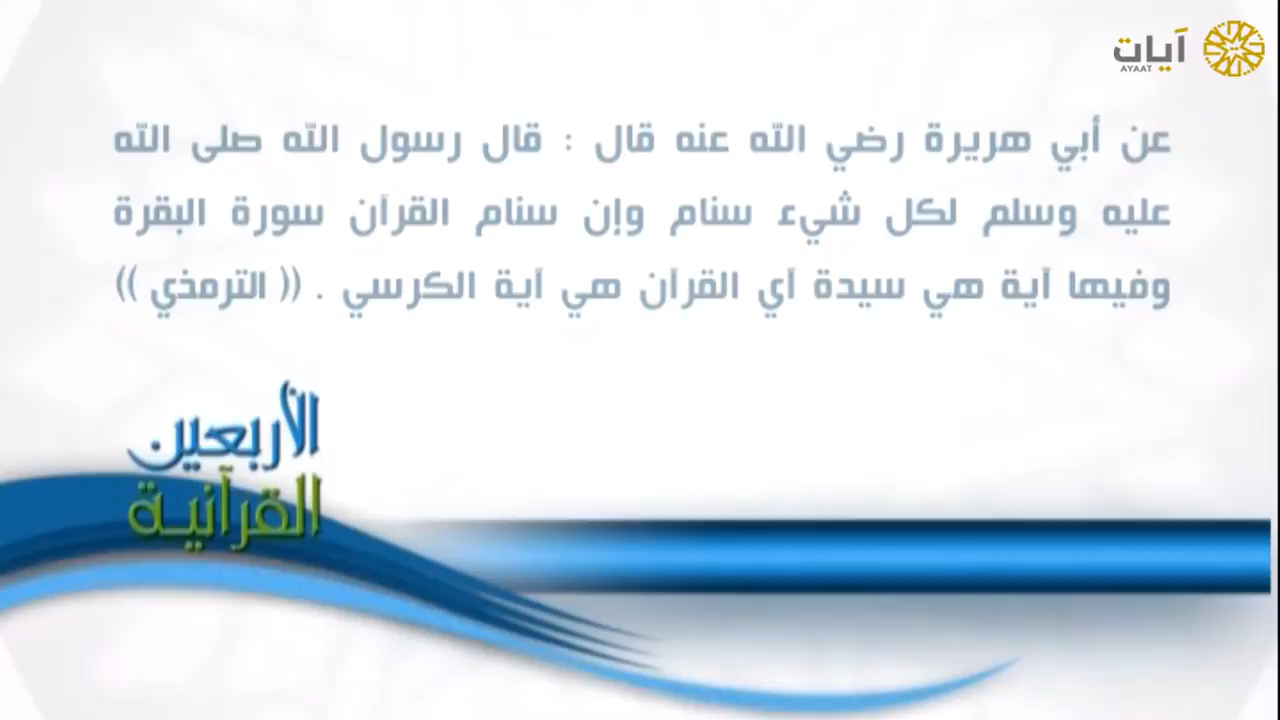 آيات
AYAAT
عن أبي هريرة رضي الله عنه قال : قال رسول الله صلى الله
عليه وسلم لكل شيء سنام وإن سنام القرآن سورة البقرة
وفيها آية هي سيدة آي القرآن هي آية الكرسي . (( الترمذي ))
الأربعين
القرآنية